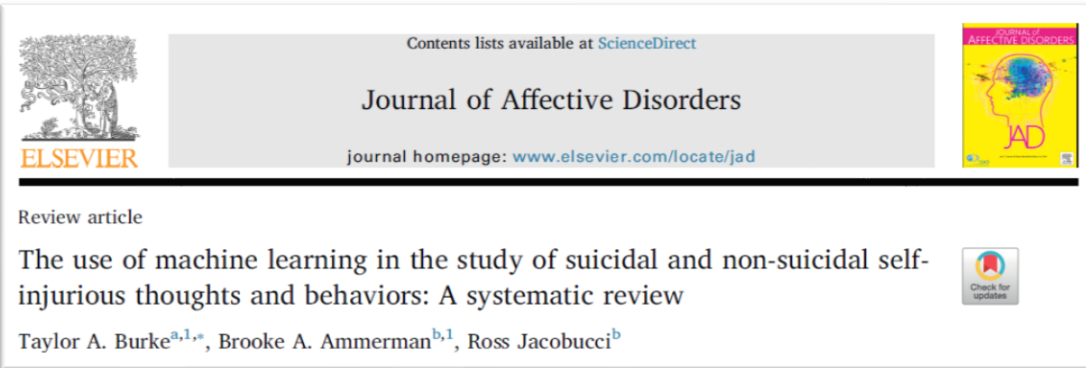 Contents lists available at ScienceDirect
JOURNAL of
AFFECTIVE DISORDERS
Journal of Affective Disorders
JAD
ELSEVIER
journal homepage: www.elsevier.com/locate/jad
Review article
The use of machine learning in the study of suicidal and non-suicidal self-
injurious thoughts and behaviors: A systematic review
Check for
updates
Taylor A. Burkea,1,*, Brooke A. Ammermanb,1, Ross Jacobuccib